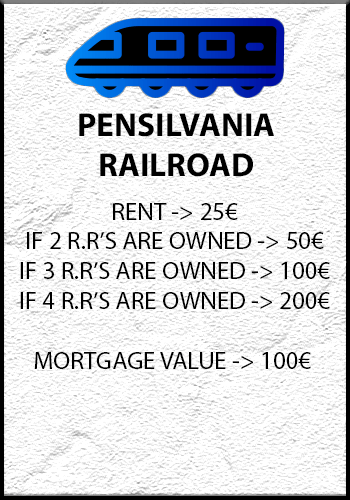 PENSILVANIA
RAILROAD
RENT -> 25€
IF 2 R.R'S ARE OWNED -> 50€
IF 3 R.R'S ARE OWNED -> 100€
IF 4 R.R'S ARE OWNED -> 200€
MORTGAGE VALUE -> 100€